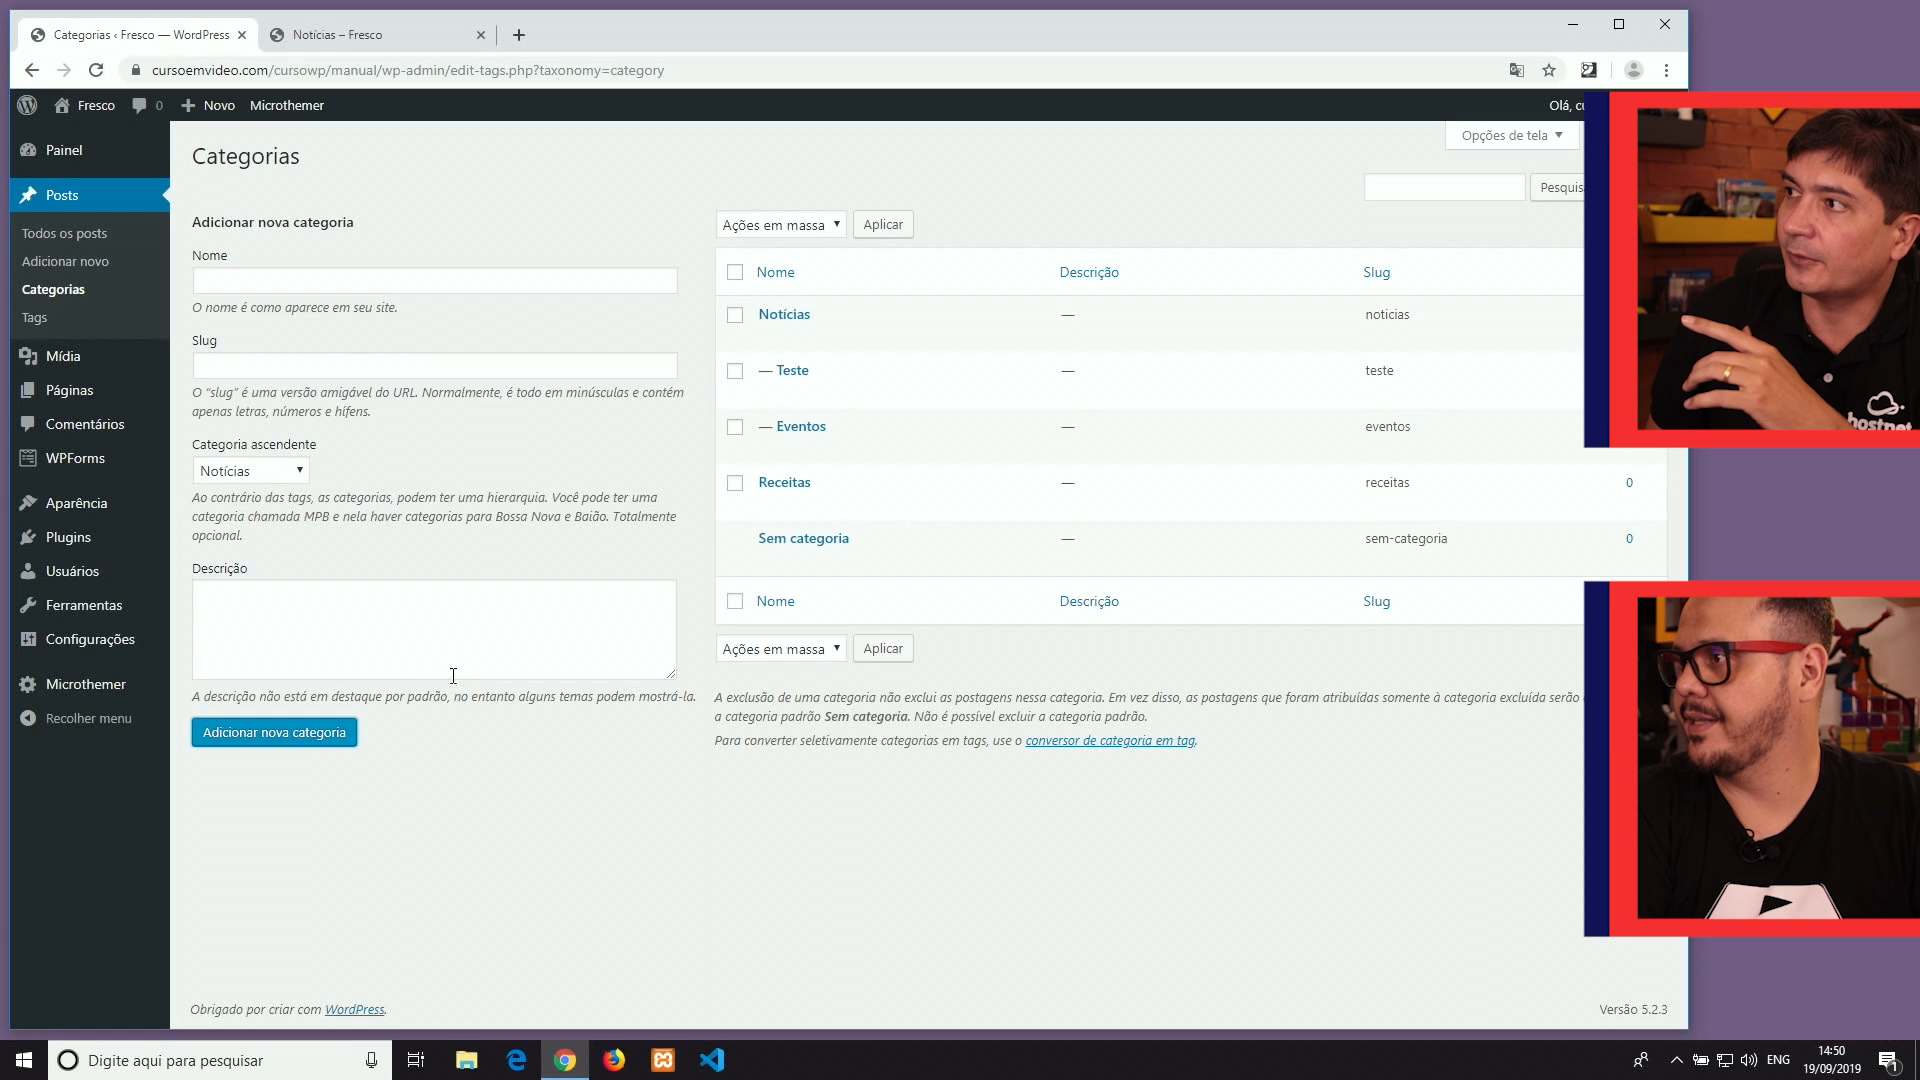 Categorias ‹ Fresco — WordPress
Notícias – Fresco
cursoemvideo.com/cursowp/manual/wp-admin/edit-tags.php?taxonomy=category
Fresco
0
Novo
Microthemer
Olá, cu
Painel
Posts
Todos os posts
Adicionar novo
Categorias
Tags
Mídia
Páginas
Comentários
WPForms
Aparência
Plugins
Usuários
Ferramentas
Configurações
Microthemer
Recolher menu
Opções de tela
Categorias
Pesquis
Adicionar nova categoria
Nome
O nome é como aparece em seu site.
Slug
O “slug” é uma versão amigável do URL. Normalmente, é todo em minúsculas e contém
apenas letras, números e hífens.
Categoria ascendente
Notícias
Ao contrário das tags, as categorias, podem ter uma hierarquia. Você pode ter uma
categoria chamada MPB e nela haver categorias para Bossa Nova e Baião. Totalmente
opcional.
Descrição
A descrição não está em destaque por padrão, no entanto alguns temas podem mostrá-la.
Adicionar nova categoria
Ações em massa
Aplicar
Nome Descrição Slug
Notícias — noticias
— Teste — teste
— Eventos — eventos
Receitas — receitas 0
Sem categoria — sem-categoria 0
Nome Descrição Slug
Ações em massa
Aplicar
A exclusão de uma categoria não exclui as postagens nessa categoria. Em vez disso, as postagens que foram atribuídas somente à categoria excluída serão
a categoria padrão Sem categoria. Não é possível excluir a categoria padrão.
Para converter seletivamente categorias em tags, use o conversor de categoria em tag.
hostnet
Obrigado por criar com WordPress.
Versão 5.2.3
Digite aqui para pesquisar
ENG
14:50
19/09/2019
1